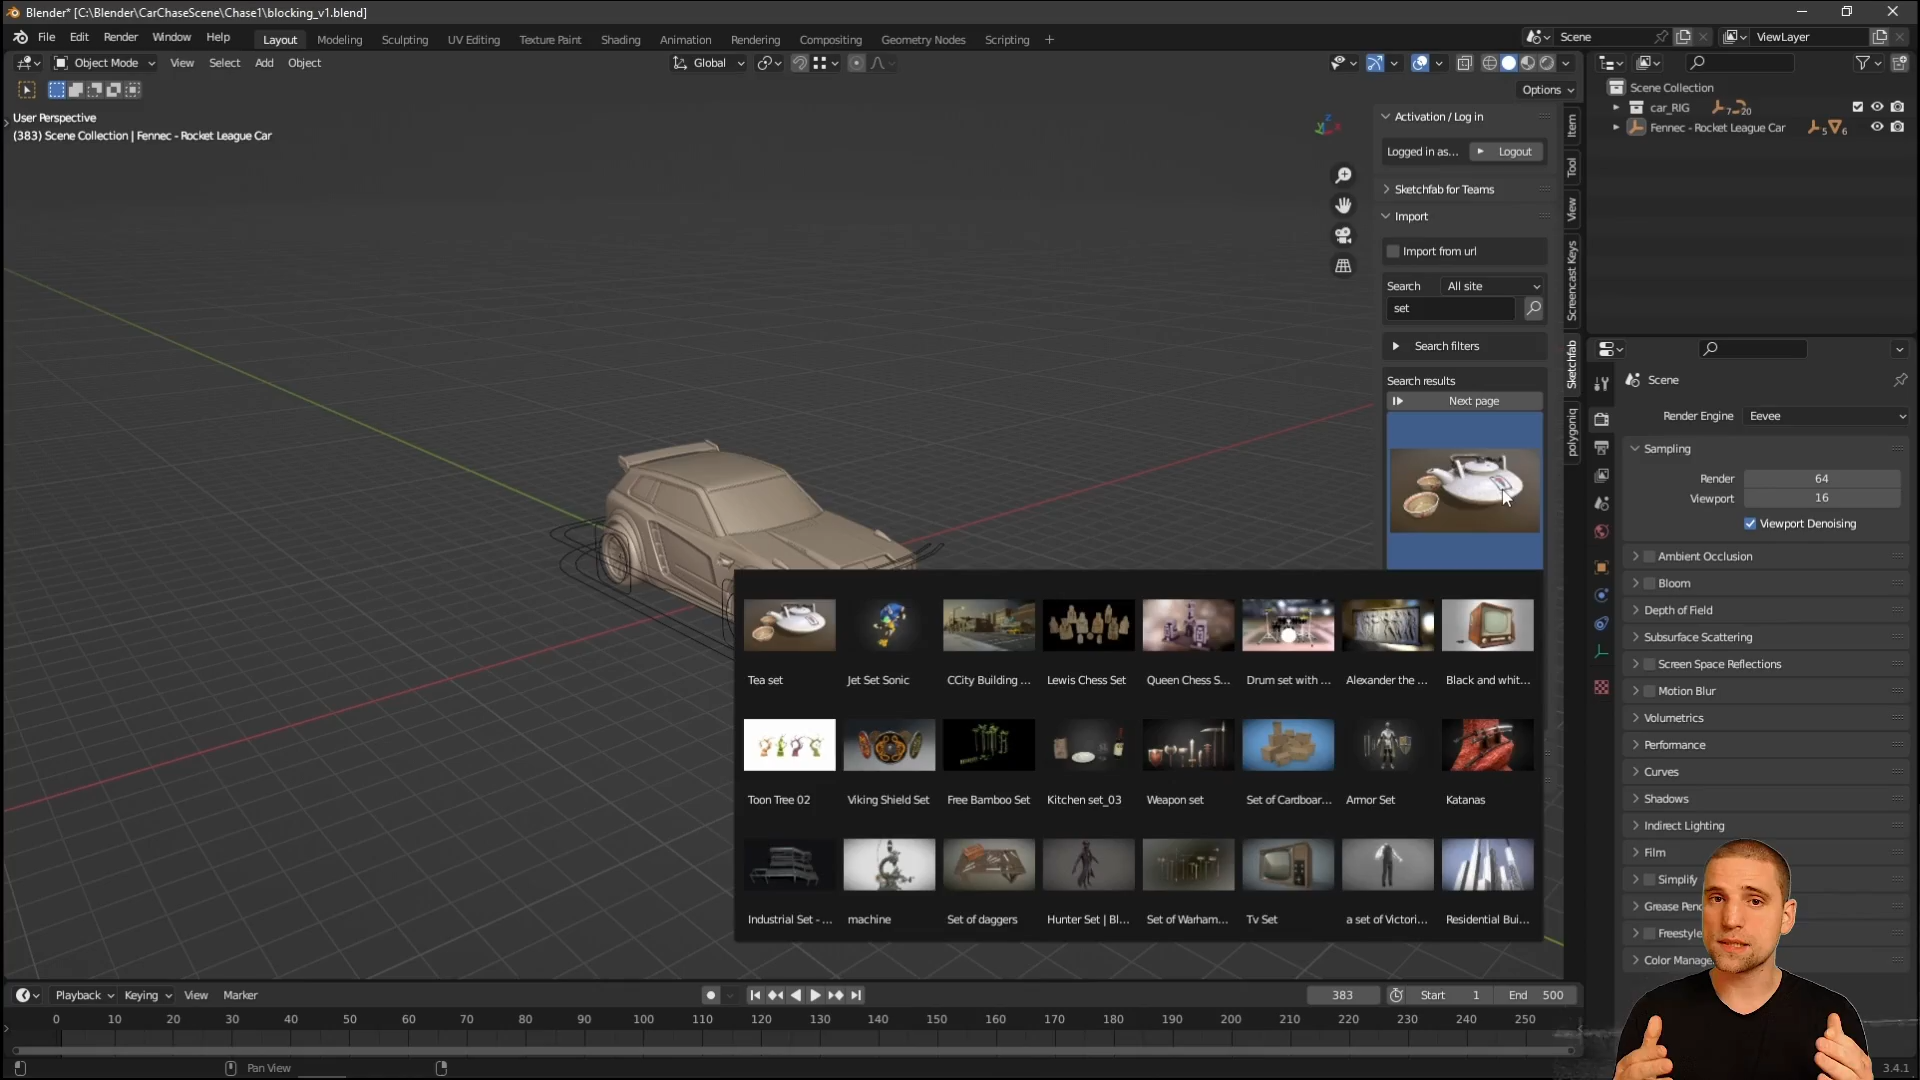 Blender* [C:\Blender\CarChaseScene\Chase1\blocking_v1.blend]
File Edit Render Window Help Layout Modeling Sculpting UV Editing Texture Paint Shading Animation Rendering Compositing Geometry Nodes Scripting + Scene ViewLayer
Object Mode View Select Add Object Global
Options
User Perspective
(383) Scene Collection | Fennec - Rocket League Car
Activation / Log in
Logged in as... Logout
Sketchfab for Teams
Import
Import from url
Search All site
set
Search filters
Search results
Next page
Item
Tool
View
Screencast Keys
Sketchfab
polygoniq
Tea set Jet Set Sonic CCity Building ... Lewis Chess Set Queen Chess S... Drum set with ... Alexander the ... Black and whit...
Toon Tree 02 Viking Shield Set Free Bamboo Set Kitchen set_03 Weapon set Set of Cardboar... Armor Set Katanas
Industrial Set - ... machine Set of daggers Hunter Set | Bl... Set of Warham... Tv Set a set of Victori... Residential Bui...
Scene Collection
car_RIG 7 20
Fennec - Rocket League Car 5 6
Scene
Render Engine Eevee
Sampling
Render 64
Viewport 16
Viewport Denoising
Ambient Occlusion
Bloom
Depth of Field
Subsurface Scattering
Screen Space Reflections
Motion Blur
Volumetrics
Performance
Curves
Shadows
Indirect Lighting
Film
Simplify
Grease Penc
Freestyle
Color Manage
Playback Keying View Marker 383 Start 1 End 500
0 10 20 30 40 50 60 70 80 90 100 110 120 130 140 150 160 170 180 190 200 210 220 230 240 250
Pan View 3.4.1